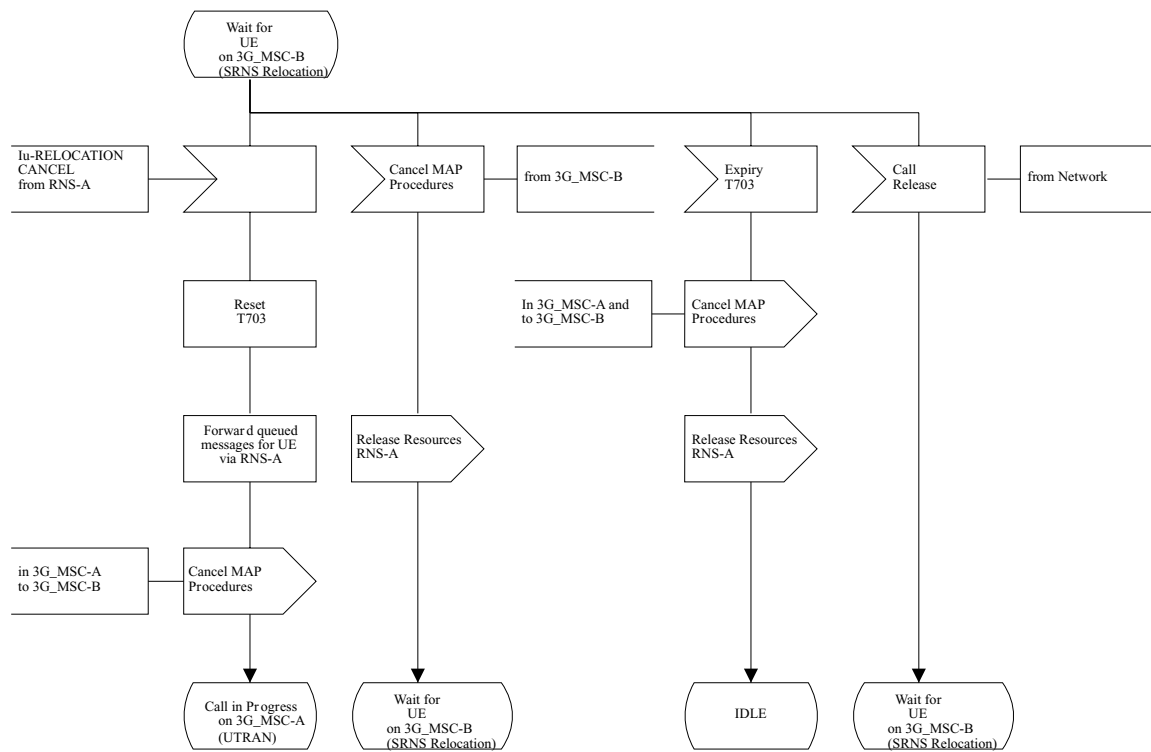 Wait for
UE
on 3G_MSC-B
(SRNS Relocation)
Iu-RELOCATION
CANCEL
from RNS-A
Cancel MAP
Procedures
from 3G_MSC-B
Expiry
T703
Call
Release
from Network
Reset
T703
In 3G_MSC-A and
to 3G_MSC-B
Cancel MAP
Procedures
Forward queued
messages for UE
via RNS-A
Release Resources
RNS-A
Release Resources
RNS-A
in 3G_MSC-A
to 3G_MSC-B
Cancel MAP
Procedures
Call in Progress
on 3G_MSC-A
(UTRAN)
Wait for
UE
on 3G_MSC-B
(SRNS Relocation)
IDLE
Wait for
UE
on 3G_MSC-B
(SRNS Relocation)